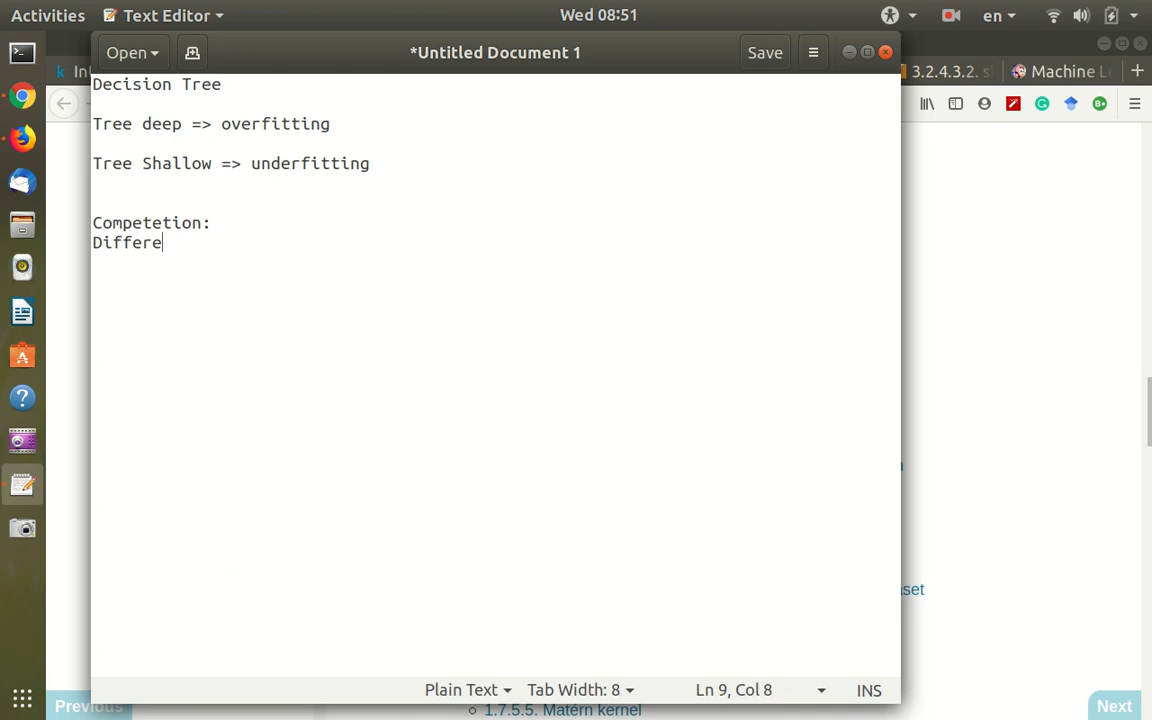 Activities
Text Editor
Wed 08:51
en
Open
*Untitled Document 1
Save
k
3.2.4.3.2.
Machine
Decision Tree
Tree deep => overfitting
Tree Shallow => underfitting
Competetion:
Differe
Previous
1.7.5.5. Matérn kernel
Next
Plain Text
Tab Width: 8
Ln 9, Col 8
INS